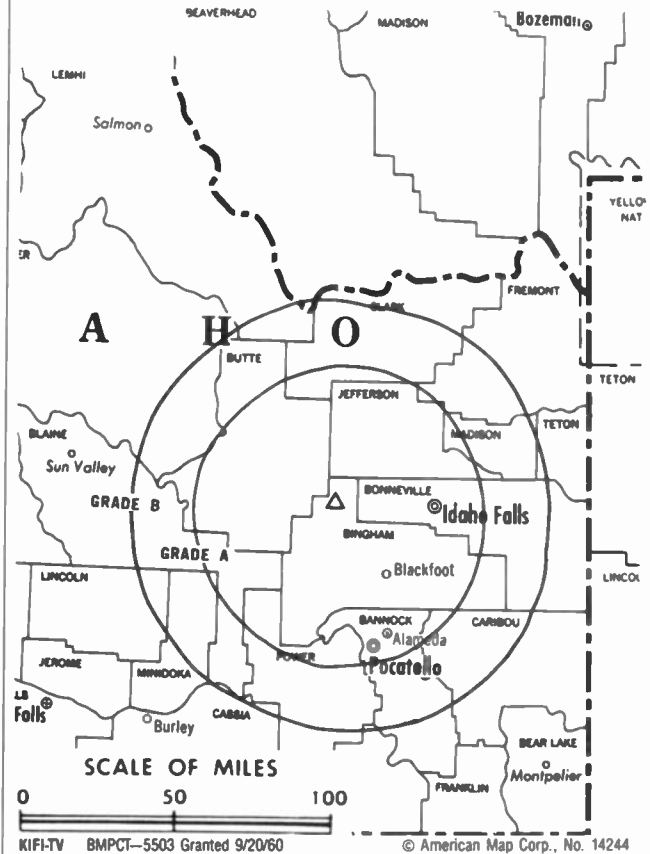 BEAVERHEAD
MADISON
Bozeman
LEMHI
Salmon
YELLO
NAT
ER
FREMONT
CLARK
A H O
BUTTE
TETON
JEFFERSON
BLAINE
MADISON
TETON
Sun Valley
GRADE B
BONNEVILLE
Idaho Falls
BINGHAM
GRADE A
Blackfoot
LINCOLN
LINCOL
BANNOCK
CARIBOU
Alameda
JEROME
POWER
Pocatello
MINIDOKA
LS
Falls
CASSIA
Burley
BEAR LAKE
SCALE OF MILES
Montpelier
FRANKLIN
0 50 100
KIFI-TV BMPCT—5503 Granted 9/20/60 © American Map Corp., No. 14244